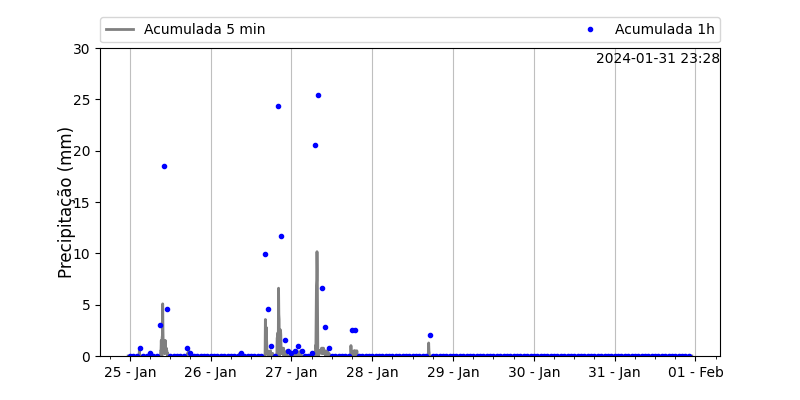 Acumulada 5 min
Acumulada 1h
2024-01-31 23:28
Precipitação (mm)
30
25
20
15
10
5
0
25 - Jan
26 - Jan
27 - Jan
28 - Jan
29 - Jan
30 - Jan
31 - Jan
01 - Feb